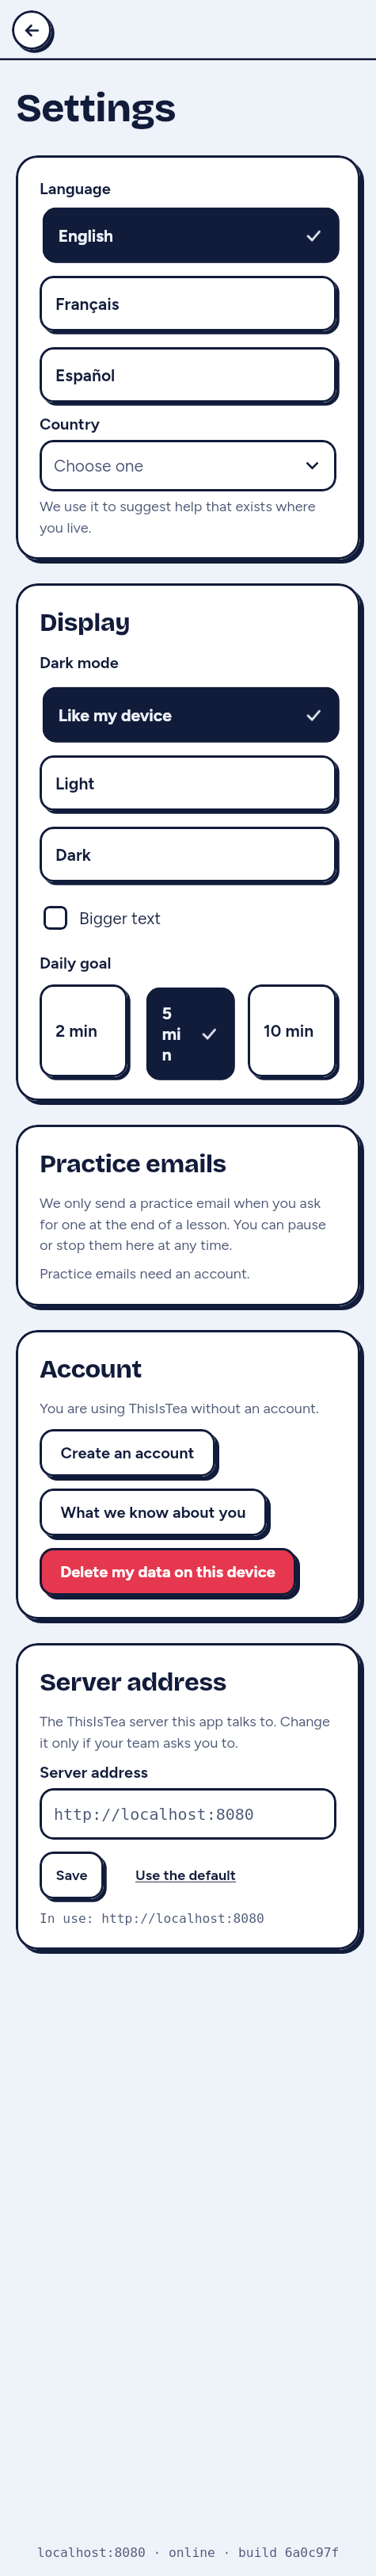 Settings
Language
English
Français
Español
Country
Choose one
We use it to suggest help that exists where
you live.
Display
Dark mode
Like my device
Light
Dark
Bigger text
Daily goal
2 min
5
mi
n
10 min
Practice emails
We only send a practice email when you ask
for one at the end of a lesson. You can pause
or stop them here at any time.
Practice emails need an account.
Account
You are using ThisIsTea without an account.
Create an account
What we know about you
Delete my data on this device
Server address
The ThisIsTea server this app talks to. Change
it only if your team asks you to.
Server address
http://localhost:8080
Save
Use the default
In use: http://localhost:8080
localhost:8080 · online · build 6a0c97f